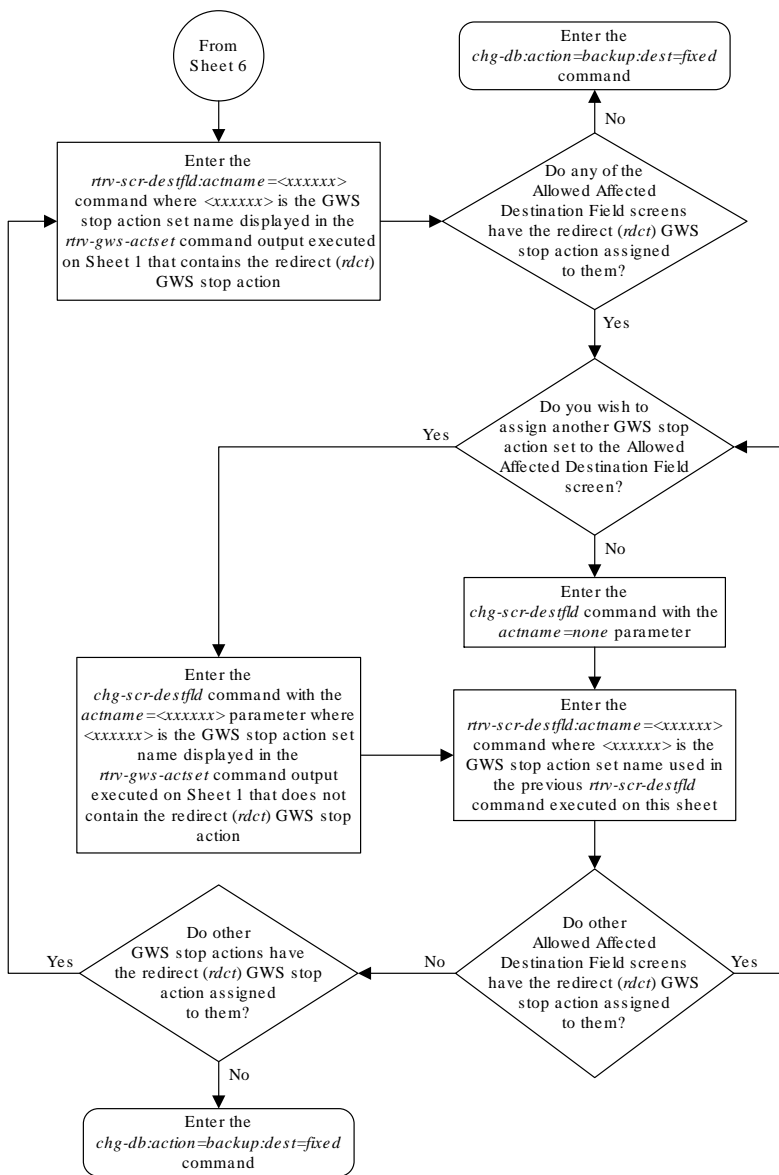 From
Sheet 6
Enter the
chg-db:action=backup:dest=fixed
command
No
Enter the
rtrv-scr-destfld:actname=<xxxxxx>
command where <xxxxxx> is the GWS
stop action set name displayed in the
rtrv-gws-actset command output executed
on Sheet 1 that contains the redirect (rdct)
GWS stop action
Do any of the
Allowed Affected
Destination Field screens
have the redirect (rdct) GWS
stop action assigned
to them?
Yes
Do you wish to
assign another GWS stop
action set to the Allowed
Affected Destination Field
screen?
Yes
No
Enter the
chg-scr-destfld command with the
actname=none parameter
Enter the
chg-scr-destfld command with the
actname=<xxxxxx> parameter where
<xxxxxx> is the GWS stop action set
name displayed in the
rtrv-gws-actset command output
executed on Sheet 1 that does not
contain the redirect (rdct) GWS stop
action
Enter the
rtrv-scr-destfld:actname=<xxxxxx>
command where <xxxxxx> is the
GWS stop action set name used in
the previous rtrv-scr-destfld
command executed on this sheet
Do other
Allowed Affected
Destination Field screens
have the redirect (rdct) GWS
stop action assigned
to them?
Yes
No
Do other
GWS stop actions have
the redirect (rdct) GWS stop
action assigned
to them?
Yes
No
Enter the
chg-db:action=backup:dest=fixed
command